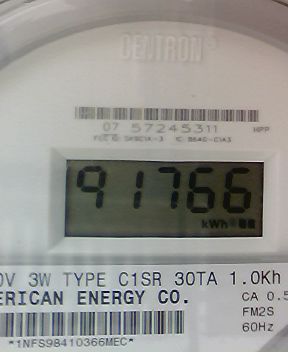 CENTRON®
07 57245311 HPP
91766
kWh
0V 3W TYPE C1SR 30TA 1.0Kh
ERICAN ENERGY CO. CA 0.5
FM2S
60Hz
*1NFS98410366MEC*